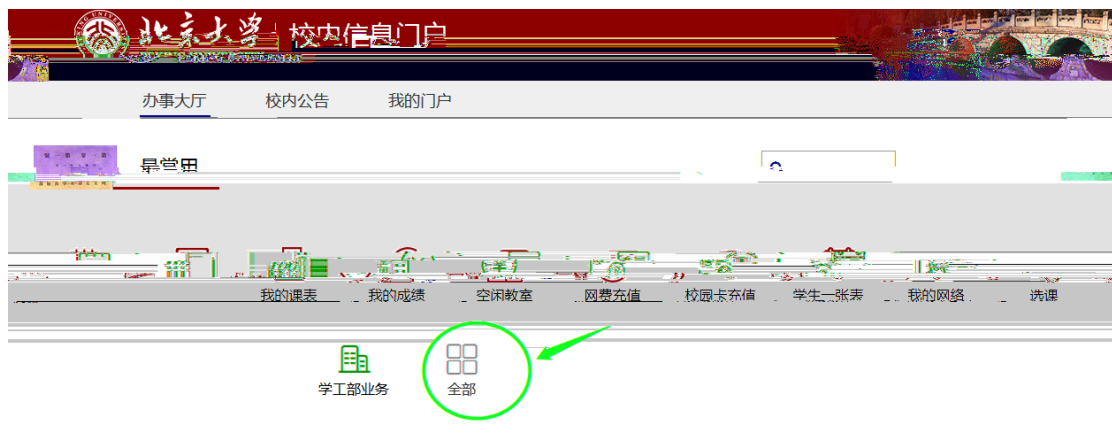 北京大学 校内信息门户
办事大厅 校内公告 我的门户
最常用
我的课表 我的成绩 空闲教室 网费充值 校园卡充值 学生一张表 我的网络 选课
学工部业务 全部